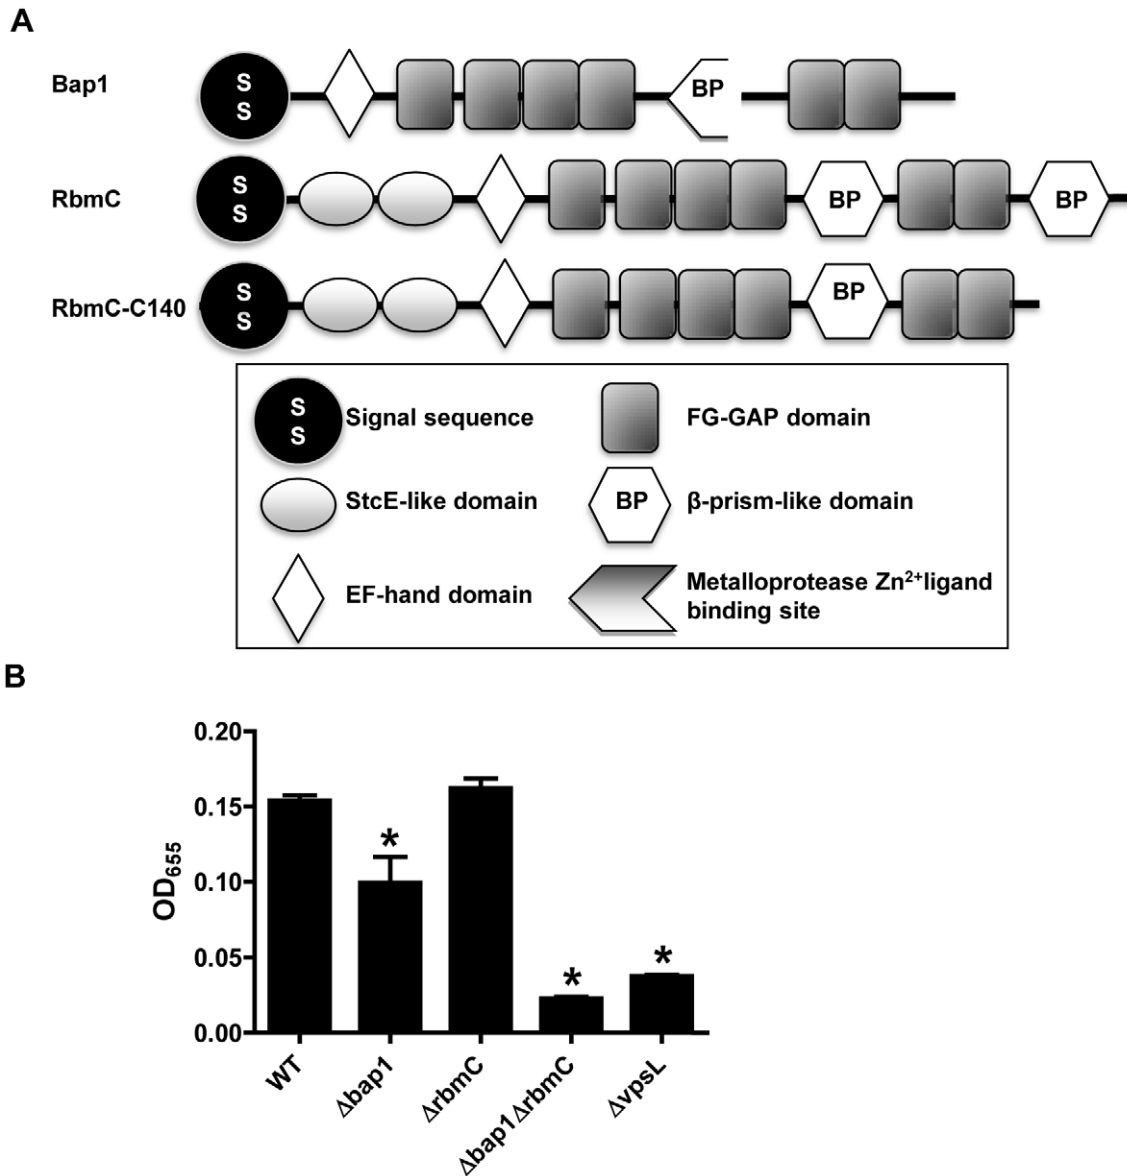 A
Bap1
S
S
BP
RbmC
S
S
BP
BP
RbmC-C140
S
S
BP
S
S
Signal sequence
FG-GAP domain
StcE-like domain
BP
β-prism-like domain
EF-hand domain
Metalloprotease Zn²⁺ligand
binding site
B
OD₆₅₅
0.20
0.15
0.10
0.05
0.00
*
*
*
WT
Δbap1
ΔrbmC
Δbap1ΔrbmC
ΔvpsL